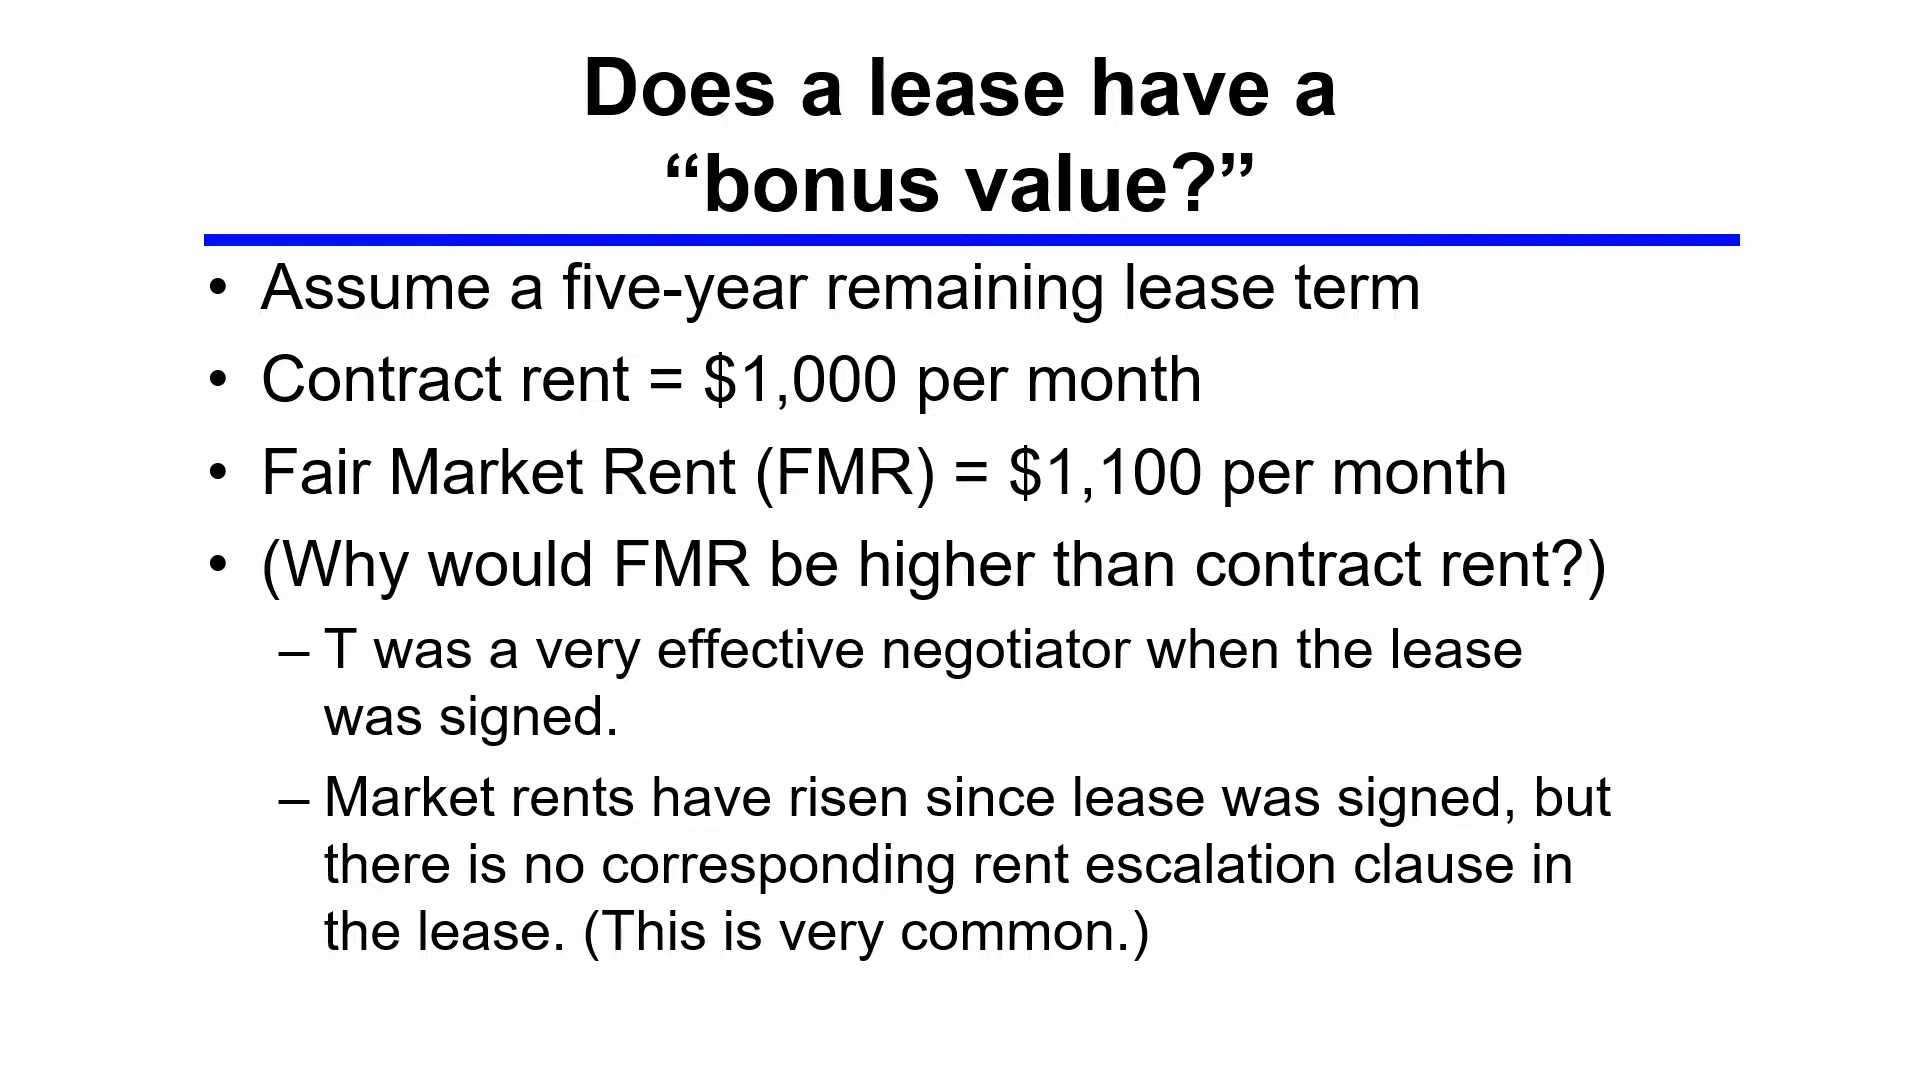 Does a lease have a
“bonus value?”
• Assume a five-year remaining lease term
• Contract rent = $1,000 per month
• Fair Market Rent (FMR) = $1,100 per month
• (Why would FMR be higher than contract rent?)
– T was a very effective negotiator when the lease
was signed.
– Market rents have risen since lease was signed, but
there is no corresponding rent escalation clause in
the lease. (This is very common.)